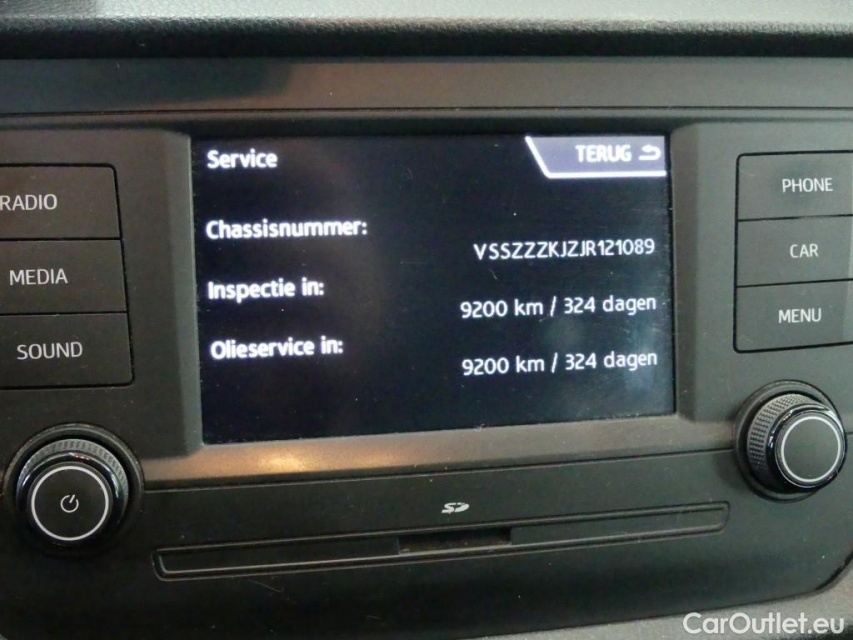 Service
TERUG
Chassisnummer:
VSSZZZKJZJR121089
Inspectie in:
9200 km / 324 dagen
Olieservice in:
9200 km / 324 dagen
RADIO
MEDIA
SOUND
PHONE
CAR
MENU
SD
CarOutlet.eu